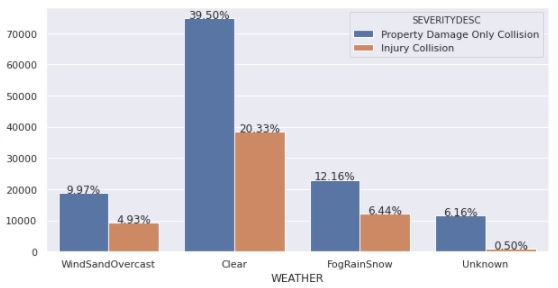 39.50%
SEVERITYDESC
Property Damage Only Collision
Injury Collision
70000
60000
50000
40000
20.33%
30000
12.16%
20000
9.97%
6.44%
6.16%
10000
4.93%
0.50%
0
WindSandOvercast
Clear
FogRainSnow
Unknown
WEATHER